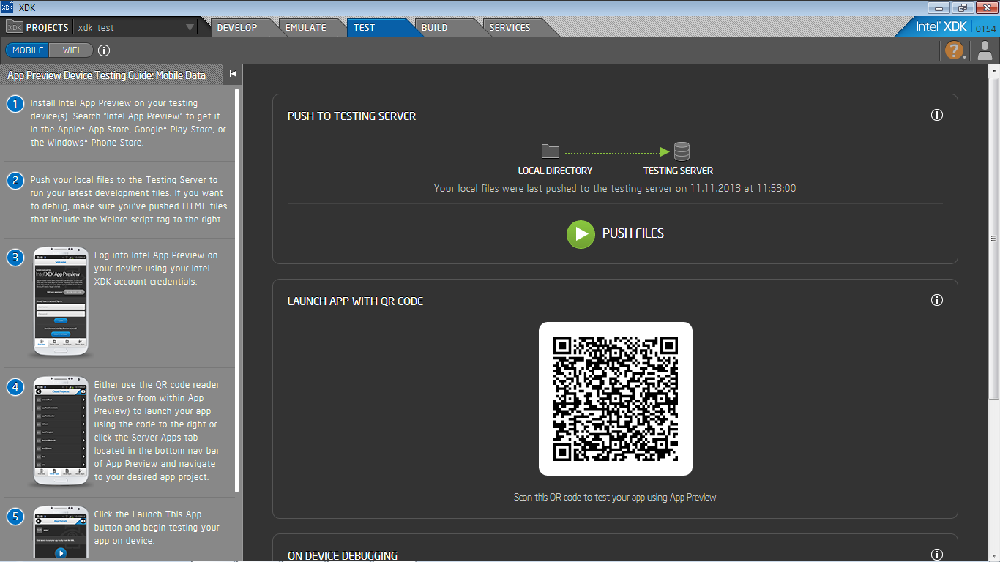 XDK
XDK PROJECTS xdk_test
DEVELOP
EMULATE
TEST
BUILD
SERVICES
Intel® XDK 0154
MOBILE WIFI
App Preview Device Testing Guide: Mobile Data
1
Install Intel App Preview on your testing
device(s). Search "Intel App Preview" to get it
in the Apple* App Store, Google* Play Store, or
the Windows* Phone Store.
2
Push your local files to the Testing Server to
run your latest development files. If you want
to debug, make sure you've pushed HTML files
that include the Weinre script tag to the right.
3
Welcome
Intel XDK App Preview
Log into Intel App Preview on
your device using your Intel
XDK account credentials.
4
Cloud Projects
Either use the QR code reader
(native or from within App
Preview) to launch your app
using the code to the right or
click the Server Apps tab
located in the bottom nav bar
of App Preview and navigate
to your desired app project.
5
App Details
Click the Launch This App
button and begin testing your
app on device.
PUSH TO TESTING SERVER
LOCAL DIRECTORY
TESTING SERVER
Your local files were last pushed to the testing server on 11.11.2013 at 11:53:00
PUSH FILES
LAUNCH APP WITH QR CODE
Scan this QR code to test your app using App Preview
ON DEVICE DEBUGGING